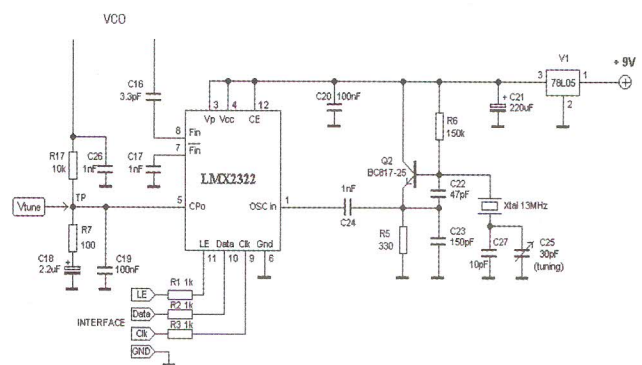 VCO
+ 9V
V1
3 78L05 1
2
C16
3.3pF
3 4 12
Vp Vcc CE
C20 100nF
C21
220uF
R6
150k
8 Fin
7 Fin
C17
1nF
R17
10k
C26
1nF
LMX2322
Q2
BC817-25
C22
47pF
Xtal 13MHz
Vtune
TP
5 CPo
OSC in 1
1nF
C24
R7
100
C18
2.2uF
C19
100nF
R5
330
C23
150pF
C27
10pF
C25
30pF
(tuning)
LE Data Clk Gnd
11 10 9 6
LE R1 1k
Data R2 1k
INTERFACE
Clk R3 1k
GND